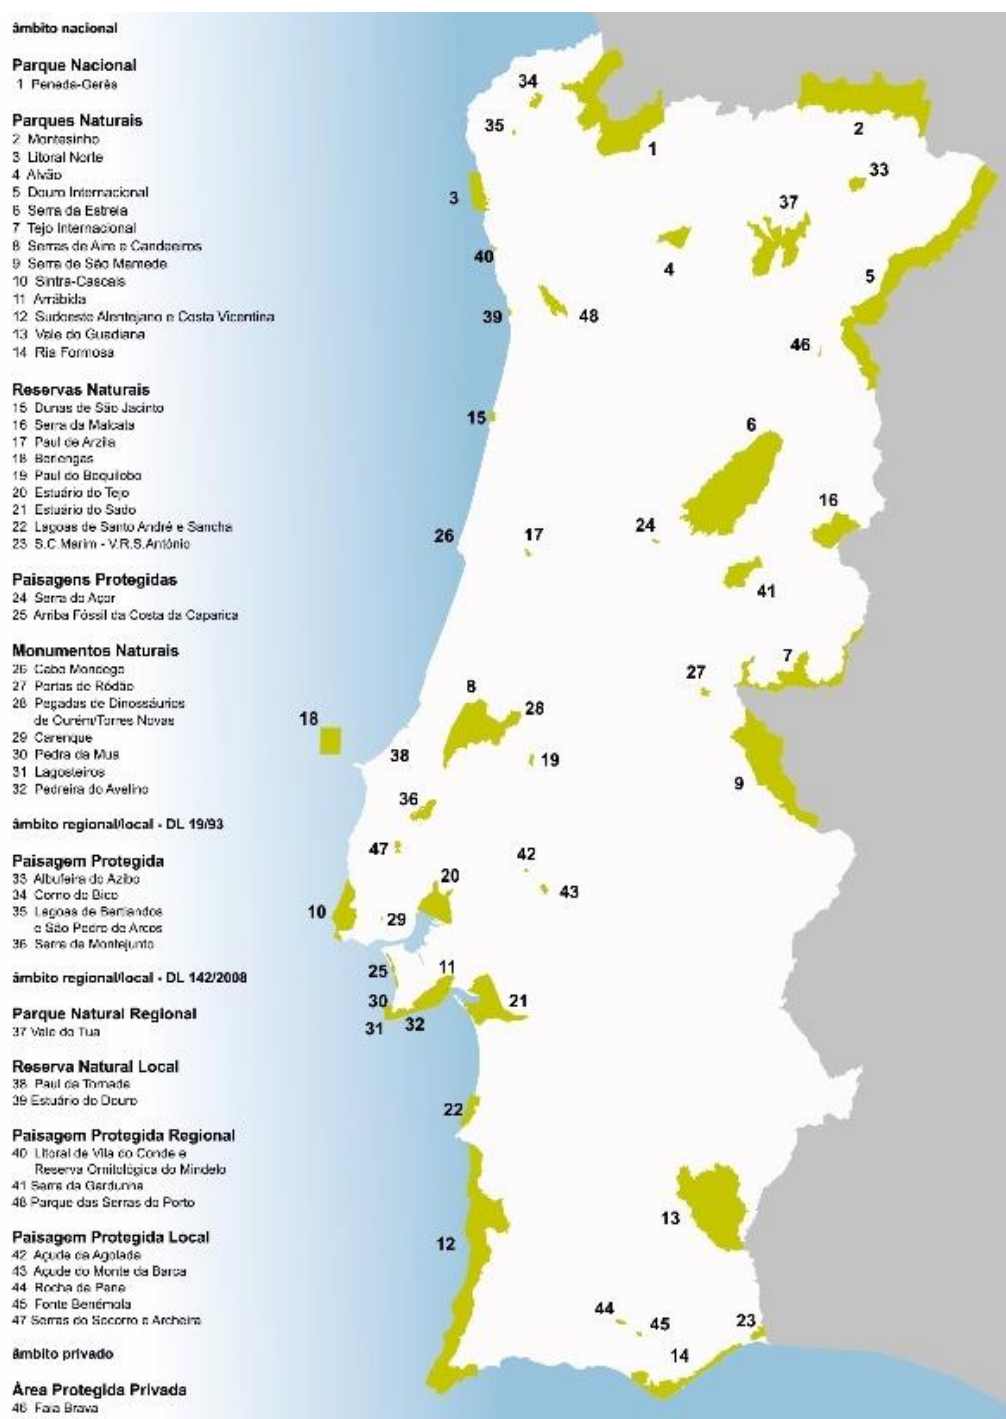 âmbito nacional
Parque Nacional
1 Peneda-Gerês
Parques Naturais
2 Montesinho
3 Litoral Norte
4 Alvão
5 Douro Internacional
6 Serra da Estrela
7 Tejo Internacional
8 Serras de Aire e Candeeiros
9 Serra de São Mamede
10 Sintra-Cascais
11 Arrábida
12 Sudoeste Alentejano e Costa Vicentina
13 Vale do Guadiana
14 Ria Formosa
Reservas Naturais
15 Dunas de São Jacinto
16 Serra da Malcata
17 Paul de Arzila
18 Berlengas
19 Paul do Boquilobo
20 Estuário do Tejo
21 Estuário do Sado
22 Lagoas de Santo André e Sancha
23 S.C.Marim - V.R.S.António
Paisagens Protegidas
24 Serra do Açor
25 Arriba Fóssil da Costa da Caparica
Monumentos Naturais
26 Cabo Mondego
27 Portas de Ródão
28 Pegadas de Dinossáurios
de Ourém/Torres Novas
29 Carenque
30 Pedra da Mua
31 Lagosteiros
32 Pedreira do Avelino
âmbito regional/local - DL 19/93
Paisagem Protegida
33 Albufeira do Azibo
34 Corno do Bico
35 Lagoas de Bertiandos
e São Pedro de Arcos
36 Serra de Montejunto
âmbito regional/local - DL 142/2008
Parque Natural Regional
37 Vale do Tua
Reserva Natural Local
38 Paul da Tornada
39 Estuário do Douro
Paisagem Protegida Regional
40 Litoral de Vila do Conde e
Reserva Ornitológica do Mindelo
41 Serra da Gardunha
48 Parque das Serras do Porto
Paisagem Protegida Local
42 Açude da Agolada
43 Açude do Monte da Barca
44 Rocha da Pena
45 Fonte Benémola
47 Serras do Socorro e Archeira
âmbito privado
Área Protegida Privada
46 Faia Brava
34
35
1
2
33
3
37
40
4
5
39
48
46
15
6
16
26
17
24
41
7
27
8
28
18
38
19
9
36
47
42
20
43
10
29
25
11
30
21
31
32
22
13
12
44
45
23
14